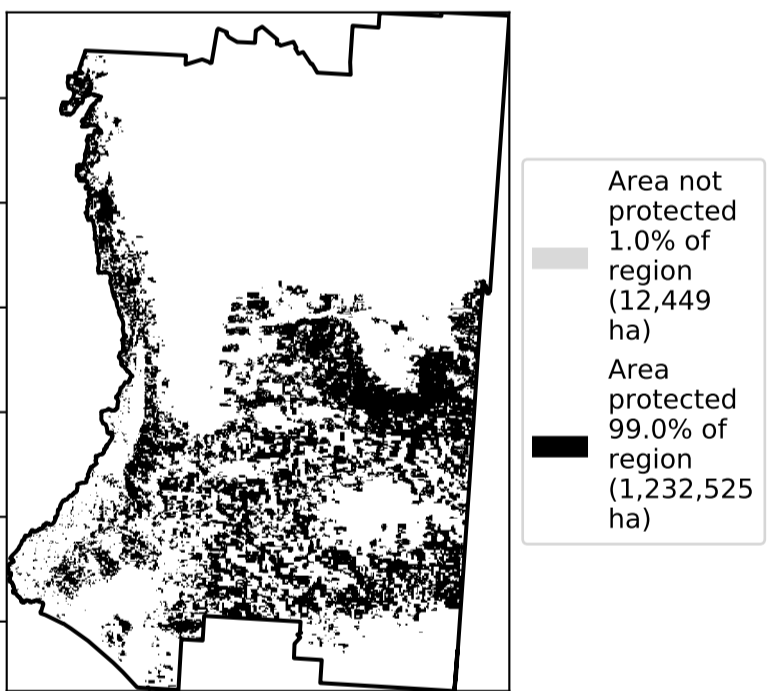 Area not
protected
1.0% of
region
(12,449
ha)
Area
protected
99.0% of
region
(1,232,525
ha)